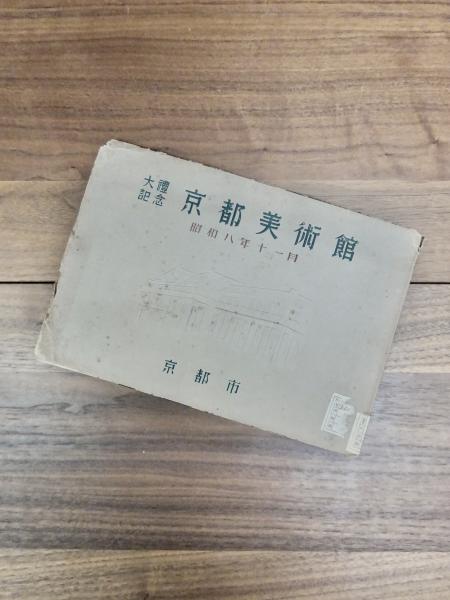 大禮
記念
京都美術館
昭和八年十一月
京都市